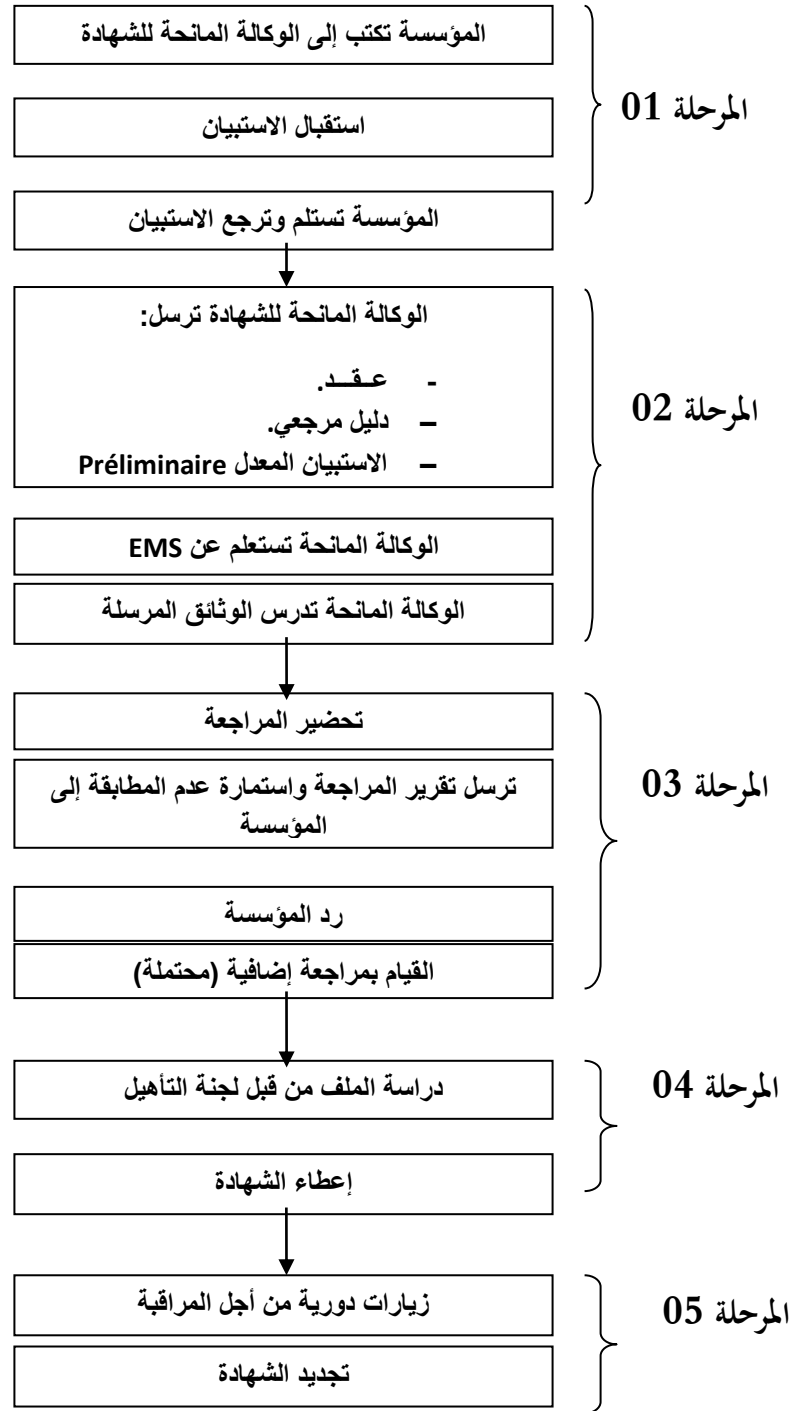 المؤسسة تكتب إلى الوكالة المانحة للشهادة
المرحلة 01
استقبال الاستبيان
المؤسسة تستلم وترجع الاستبيان
الوكالة المانحة للشهادة ترسل:
- عـقـــد.
– دليل مرجعي.
– الاستبيان المعدل Préliminaire
المرحلة 02
الوكالة المانحة تستعلم عن EMS
الوكالة المانحة تدرس الوثائق المرسلة
تحضير المراجعة
المرحلة 03
ترسل تقرير المراجعة واستمارة عدم المطابقة إلى
المؤسسة
رد المؤسسة
القيام بمراجعة إضافية (محتملة)
دراسة الملف من قبل لجنة التأهيل
المرحلة 04
إعطاء الشهادة
زيارات دورية من أجل المراقبة
المرحلة 05
تجديد الشهادة